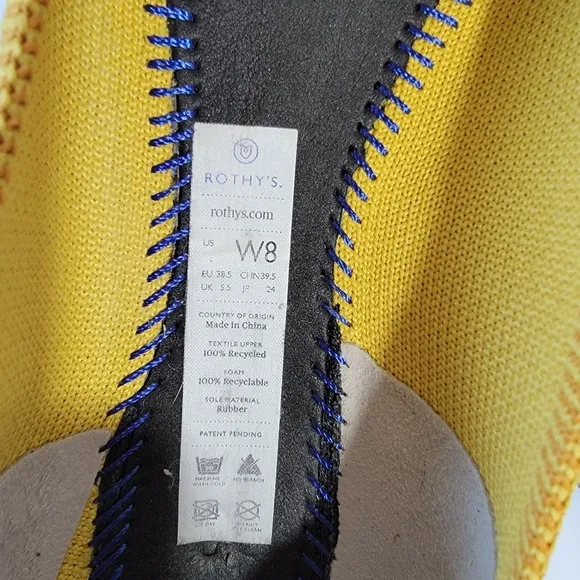 ROTHY'S.
rothys.com
US W8
EU 38.5 CHN 39.5
UK 5.5 JP 24
COUNTRY OF ORIGIN
Made in China
TEXTILE UPPER
100% Recycled
FOAM
100% Recyclable
SOLE MATERIAL
Rubber
PATENT PENDING
MACHINE NO BLEACH
WASH COLD
DRY
CLEAN